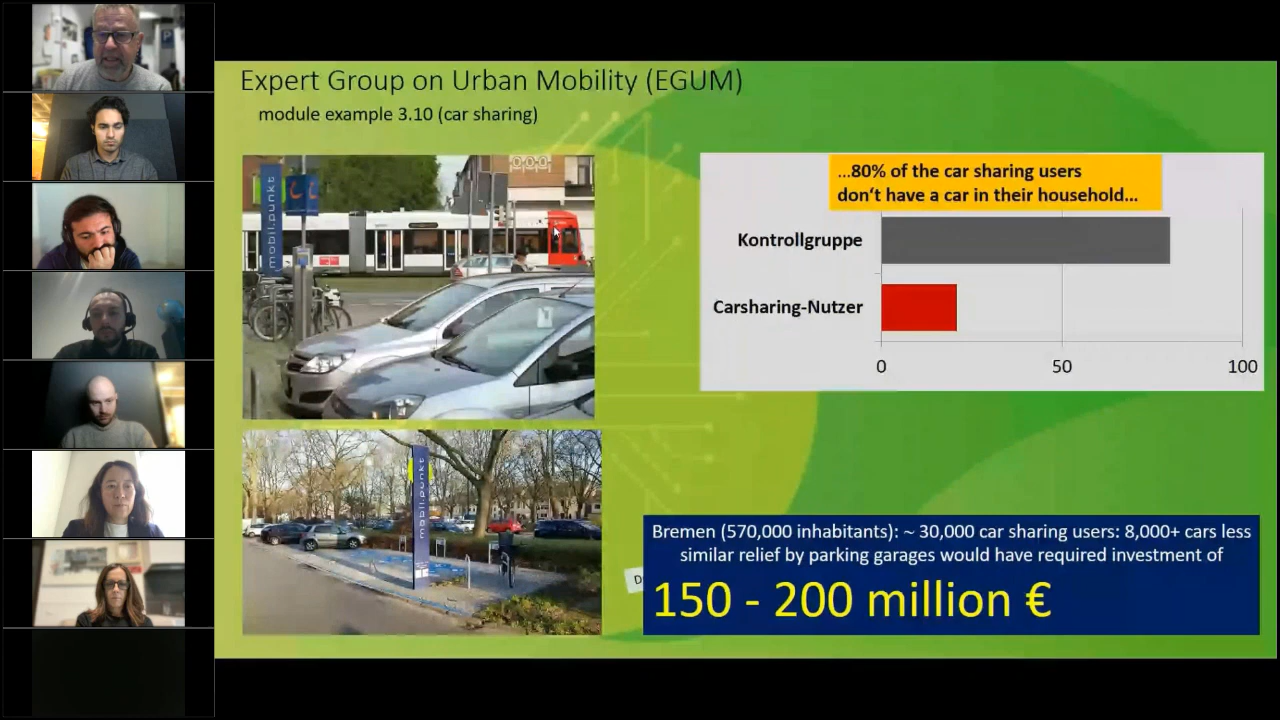 Expert Group on Urban Mobility (EGUM)
module example 3.10 (car sharing)
mobil.punkt
...80% of the car sharing users
don't have a car in their household...
Kontrollgruppe
Carsharing-Nutzer
0 50 100
mobil.punkt
Bremen (570,000 inhabitants): ~ 30,000 car sharing users: 8,000+ cars less
similar relief by parking garages would have required investment of
D
150 - 200 million €